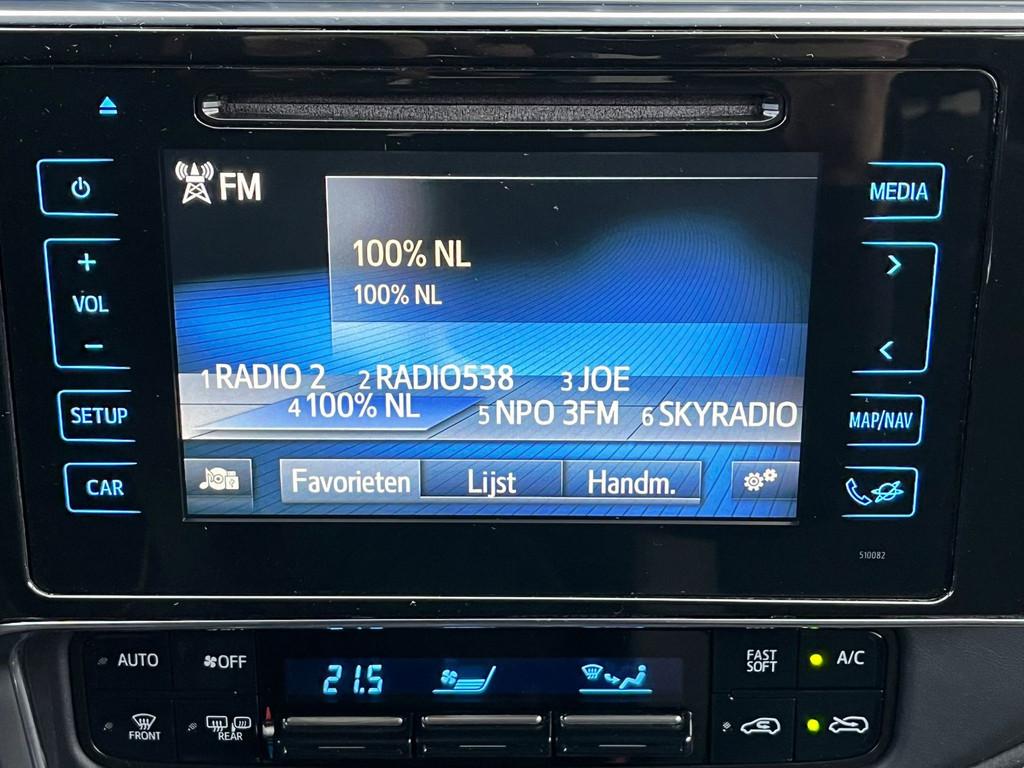 FM
MEDIA
100% NL
100% NL
+
VOL
-
1 RADIO 2 2 RADIO538 3 JOE
4 100% NL 5 NPO 3FM 6 SKYRADIO
SETUP
MAP/NAV
CAR
Favorieten Lijst Handm.
510082
AUTO
OFF
21.5
FAST
SOFT
A/C
FRONT
REAR